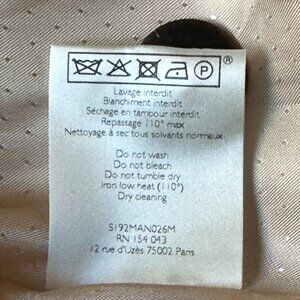 P ®
Lavage interdit
Blanchiment interdit
Séchage en tambour interdit
Repassage 110° max
Nettoyage à sec tous solvants normaux
Do not wash
Do not bleach
Do not tumble dry
Iron low heat (110°)
Dry cleaning
S192MAN026M
RN 154 043
12 rue d'Uzès 75002 Paris